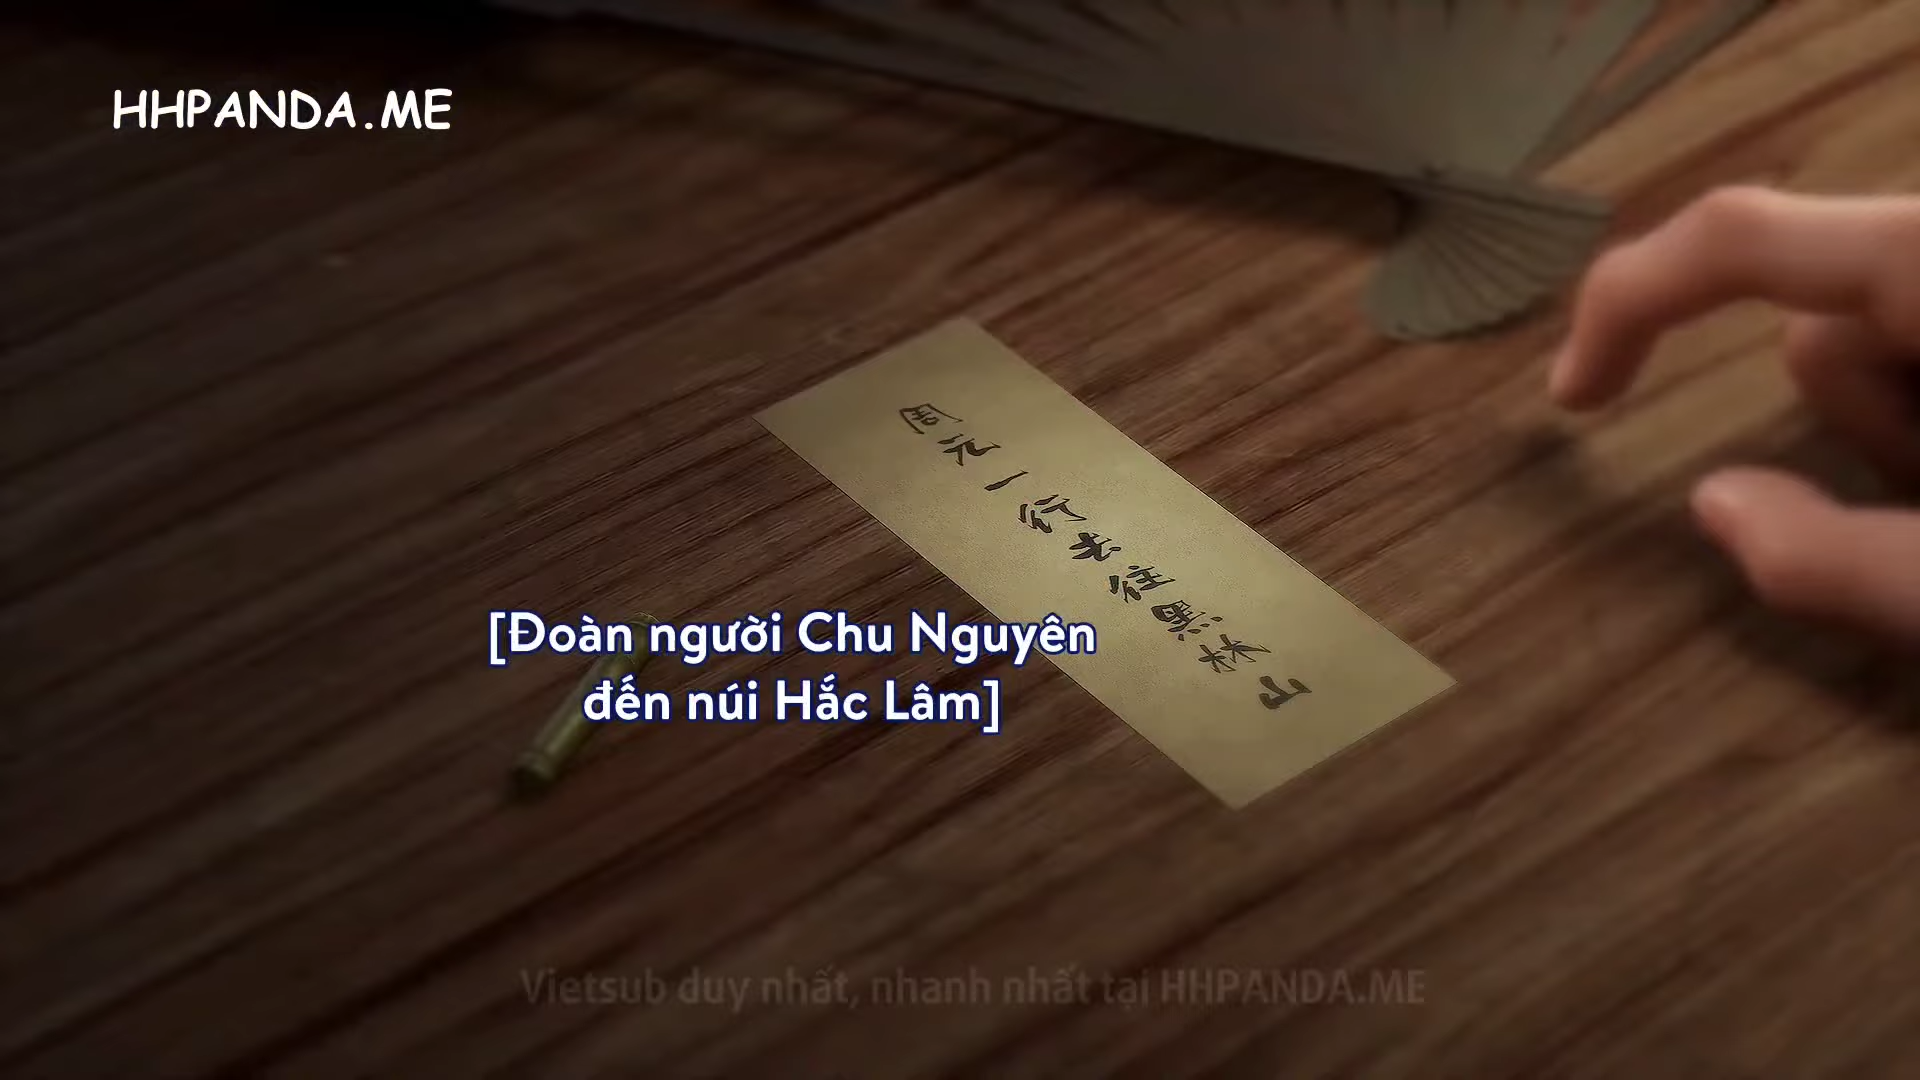 HHPANDA.ME
周元一行去往黑林山
[Đoàn người Chu Nguyên
đến núi Hắc Lâm]
Vietsub duy nhất, nhanh nhất tại HHPANDA.ME